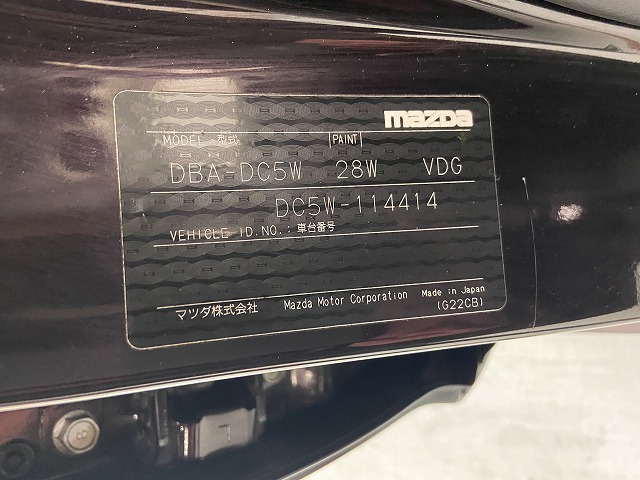 mazda
MODEL 型式 PAINT
DBA-DC5W 28W VDG
DC5W-114414
VEHICLE ID.NO.:車台番号
マツダ株式会社 Mazda Motor Corporation Made in Japan
(G22CB)